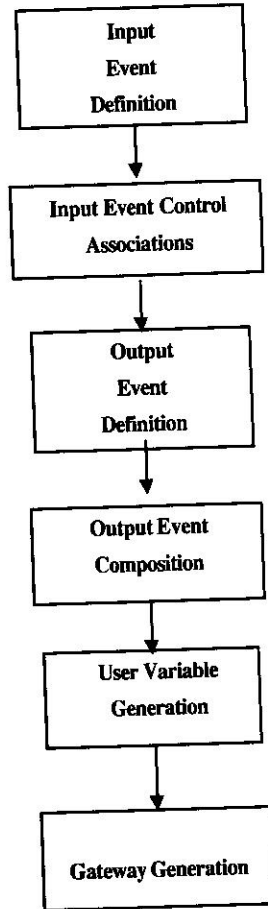 Input
Event
Definition
Input Event Control
Associations
Output
Event
Definition
Output Event
Composition
User Variable
Generation
Gateway Generation